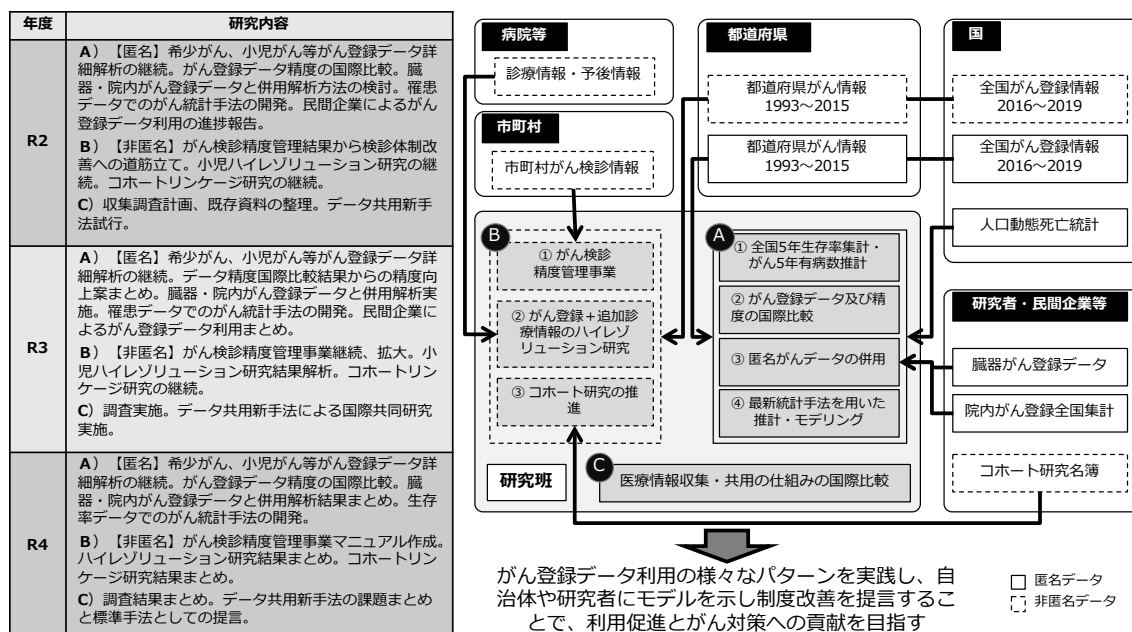 年度
研究内容
R2
A）【匿名】希少がん、小児がん等がん登録データ詳
細解析の継続。がん登録データ精度の国際比較。臓
器・院内がん登録データと併用解析方法の検討。罹患
データでのがん統計手法の開発。民間企業によるがん
登録データ利用の進捗報告。
B）【非匿名】がん検診精度管理結果から検診体制改
善への道筋立て。小児ハイレゾリューション研究の継
続。コホートリンケージ研究の継続。
C）収集調査計画、既存資料の整理。データ共用新手
法試行。
R3
A）【匿名】希少がん、小児がん等がん登録データ詳
細解析の継続。データ精度国際比較結果からの精度向
上案まとめ。臓器・院内がん登録データと併用解析実
施。罹患データでのがん統計手法の開発。民間企業に
よるがん登録データ利用まとめ。
B）【非匿名】がん検診精度管理事業継続、拡大。小
児ハイレゾリューション研究結果解析。コホートリン
ケージ研究の継続。
C）調査実施。データ共用新手法による国際共同研究
実施。
R4
A）【匿名】希少がん、小児がん等がん登録データ詳
細解析の継続。がん登録データ精度の国際比較。臓
器・院内がん登録データと併用解析結果まとめ。生存
率データでのがん統計手法の開発。
B）【非匿名】がん検診精度管理事業マニュアル作成。
ハイレゾリューション研究結果まとめ。コホートリン
ケージ研究結果まとめ。
C）調査結果まとめ。データ共用新手法の課題まとめ
と標準手法としての提言。
病院等
診療情報・予後情報
市町村
市町村がん検診情報
都道府県
都道府県がん情報
1993～2015
都道府県がん情報
1993～2015
国
全国がん登録情報
2016～2019
全国がん登録情報
2016～2019
人口動態死亡統計
B
① がん検診
精度管理事業
② がん登録＋追加診
療情報のハイレゾ
リューション研究
③ コホート研究の推
進
A
① 全国5年生存率集計・
がん5年有病数推計
② がん登録データ及び精
度の国際比較
③ 匿名がんデータの併用
④ 最新統計手法を用いた
推計・モデリング
研究者・民間企業等
臓器がん登録データ
院内がん登録全国集計
コホート研究名簿
研究班
C
医療情報収集・共用の仕組みの国際比較
がん登録データ利用の様々なパターンを実践し、自
治体や研究者にモデルを示し制度改善を提言するこ
とで、利用促進とがん対策への貢献を目指す
匿名データ
非匿名データ